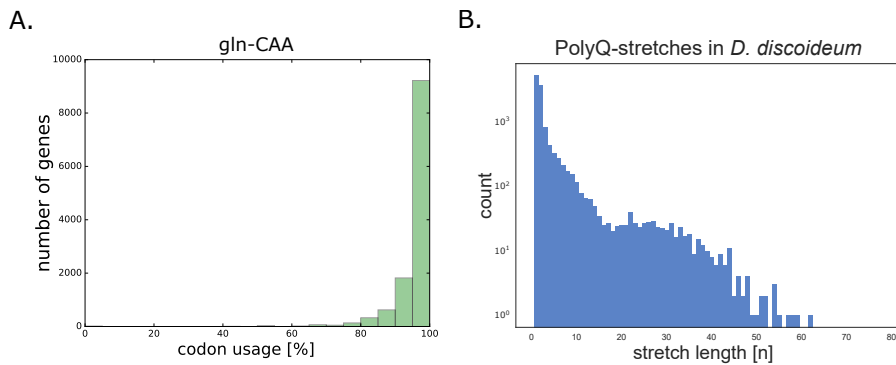 A.
gln-CAA
number of genes
10000
8000
6000
4000
2000
0
0 20 40 60 80 100
codon usage [%]
B.
PolyQ-stretches in D. discoideum
count
10³
10²
10¹
10⁰
0 10 20 30 40 50 60 70 80
stretch length [n]